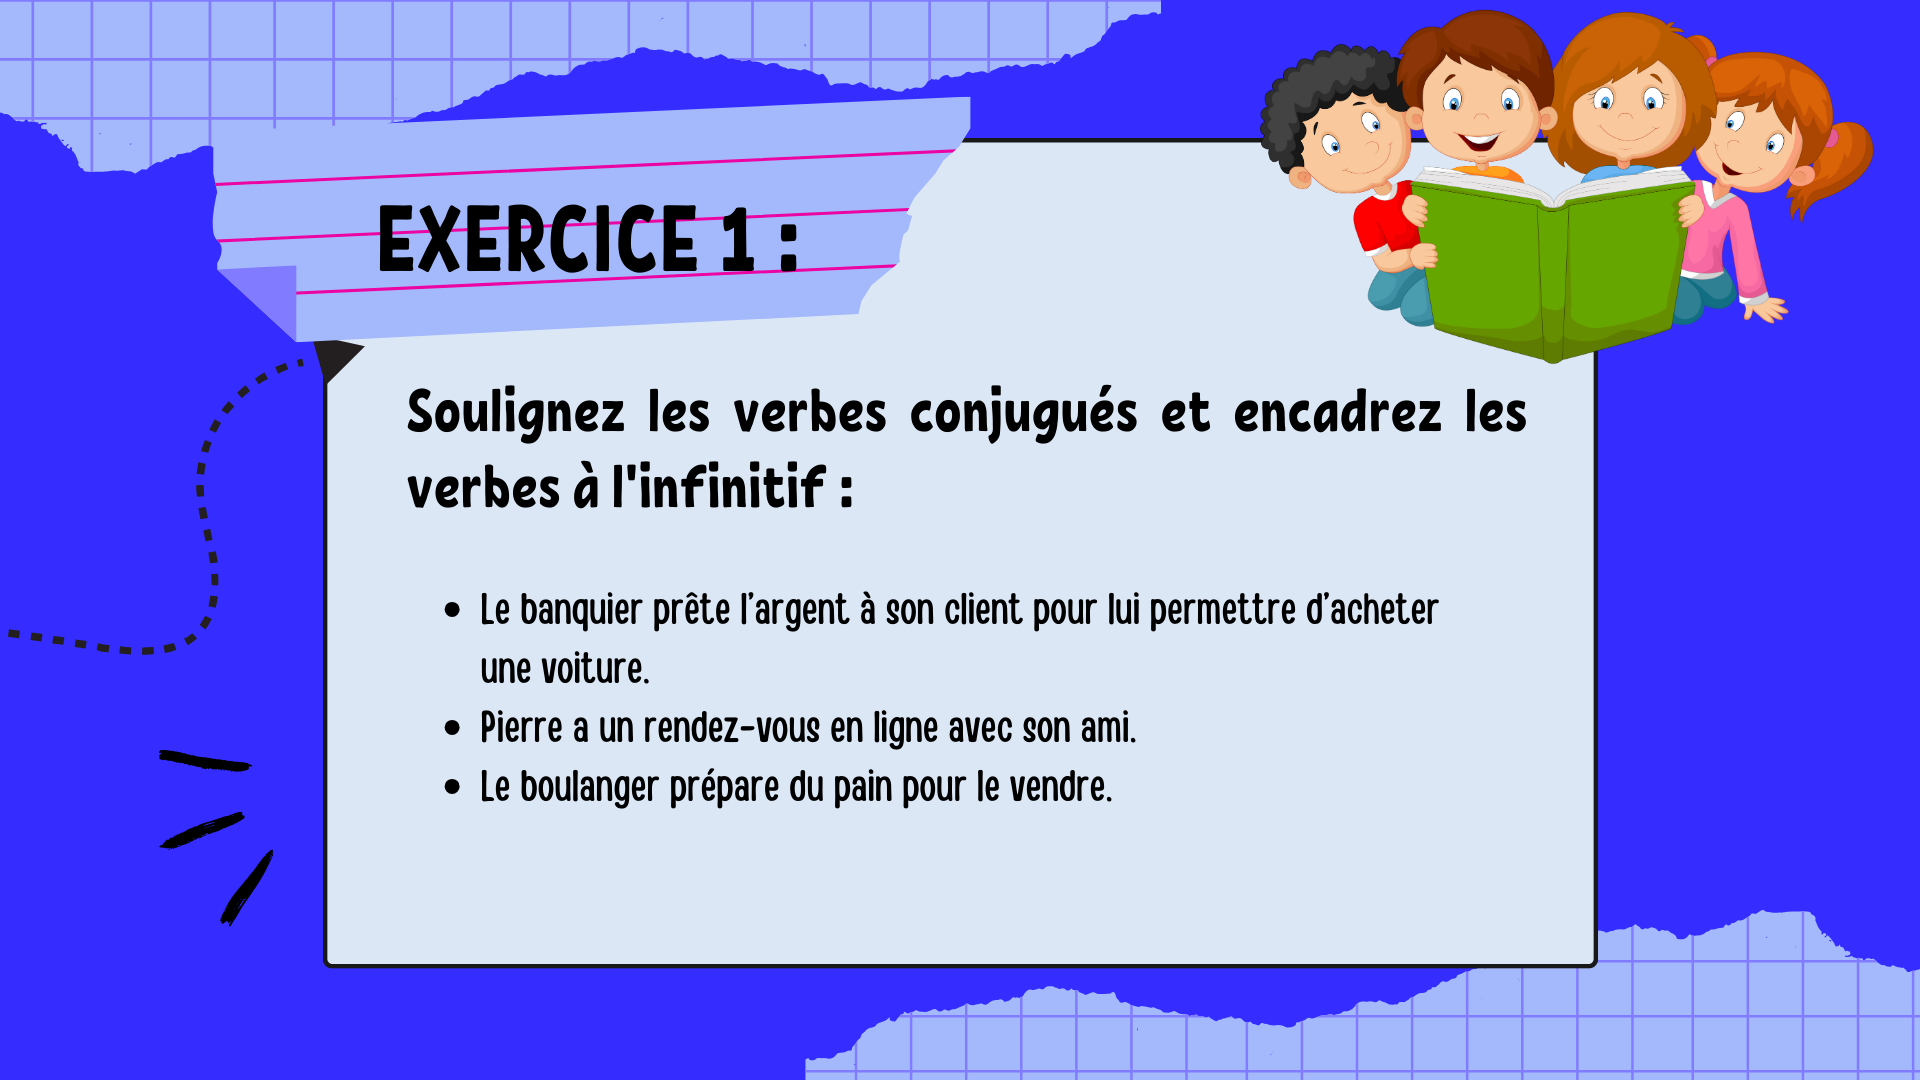 EXERCICE 1 :
Soulignez les verbes conjugués et encadrez les
verbes à l'infinitif :
• Le banquier prête l’argent à son client pour lui permettre d’acheter
une voiture.
• Pierre a un rendez-vous en ligne avec son ami.
• Le boulanger prépare du pain pour le vendre.